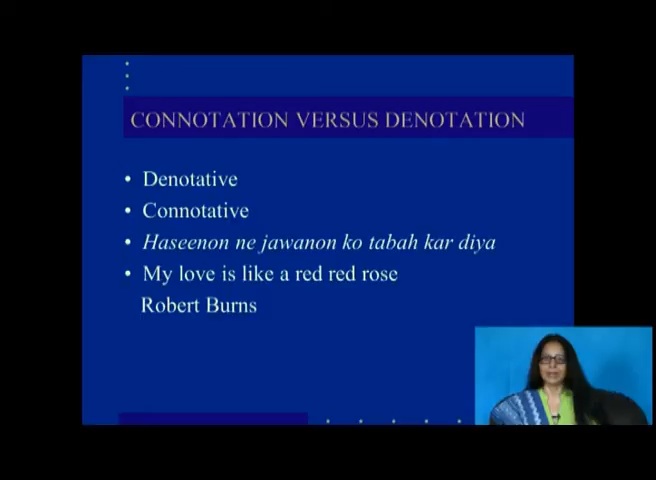 CONNOTATION VERSUS DENOTATION
• Denotative
• Connotative
• Haseenon ne jawanon ko tabah kar diya
• My love is like a red red rose
Robert Burns